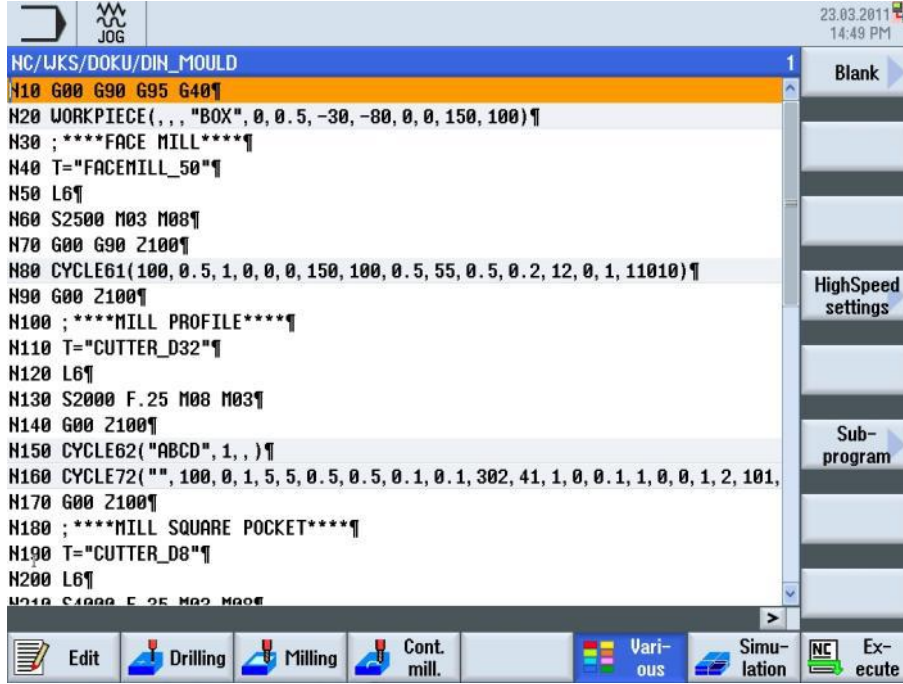 JOG
23.03.2011
14:49 PM
NC/WKS/DOKU/DIN_MOULD 1
N10 G00 G90 G95 G40¶
N20 WORKPIECE(,,,"BOX",0,0.5,-30,-80,0,0,150,100)¶
N30 ;****FACE MILL****¶
N40 T="FACEMILL_50"¶
N50 L6¶
N60 S2500 M03 M08¶
N70 G00 G90 Z100¶
N80 CYCLE61(100,0.5,1,0,0,0,150,100,0.5,55,0.5,0.2,12,0,1,11010)¶
N90 G00 Z100¶
N100 ;****MILL PROFILE****¶
N110 T="CUTTER_D32"¶
N120 L6¶
N130 S2000 F.25 M08 M03¶
N140 G00 Z100¶
N150 CYCLE62("ABCD",1,,)¶
N160 CYCLE72("",100,0,1,5,5,0.5,0.5,0.1,0.1,302,41,1,0,0.1,1,0,0,1,2,101,
N170 G00 Z100¶
N180 ;****MILL SQUARE POCKET****¶
N190 T="CUTTER_D8"¶
N200 L6¶
N210 S4000 F.35 M03 M08¶
>
Blank
HighSpeed
settings
Sub-
program
Edit
Drilling
Milling
Cont.
mill.
Vari-
ous
Simu-
lation
NC
Ex-
ecute